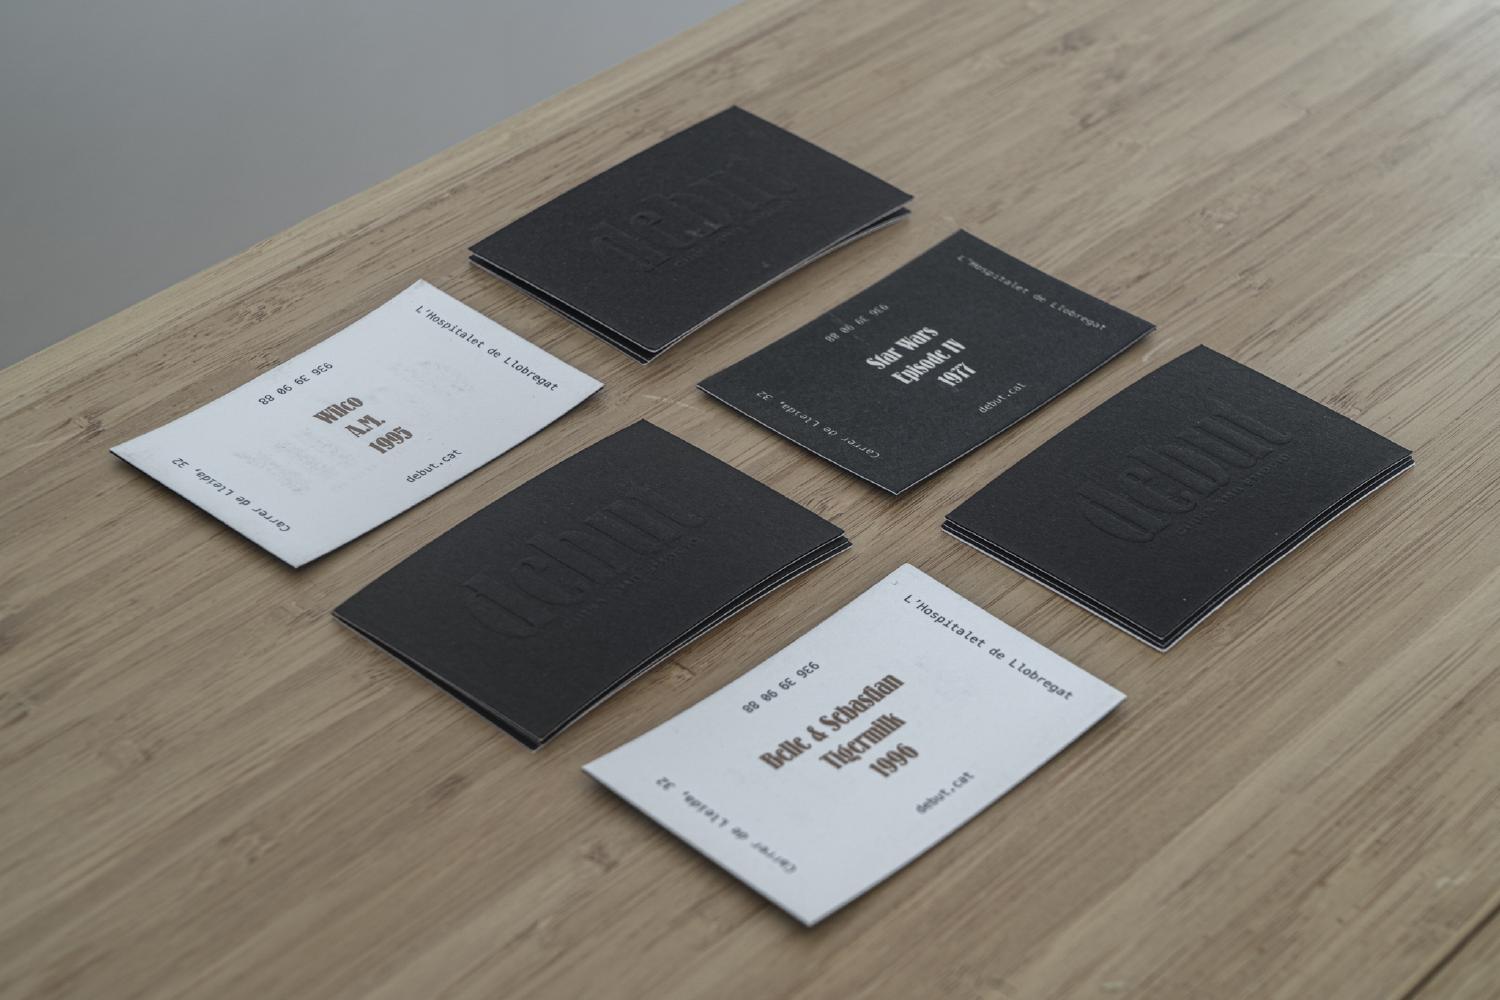 debut
L'Hospitalet de Llobregat
936 39 90 88
Wilco
A.M.
1995
debut.cat
Carrer de Lleida, 32
L'Hospitalet de Llobregat
936 39 90 88
Star Wars
Episode IV
1977
debut.cat
Carrer de Lleida, 32
debut
debut
L'Hospitalet de Llobregat
936 39 90 88
Belle & Sebastian
Tigermilk
1996
debut.cat
Carrer de Lleida, 32